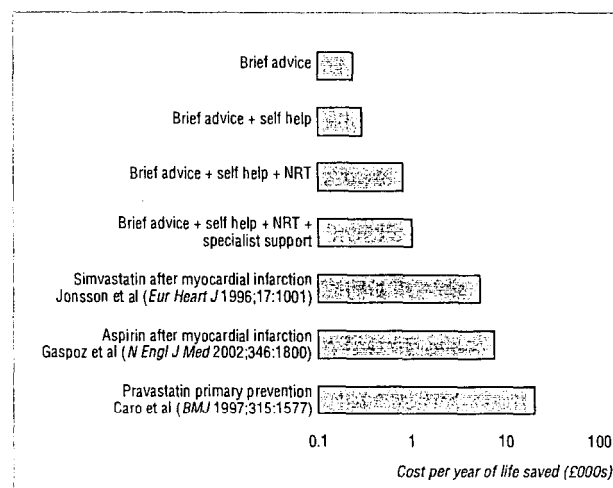 Brief advice
Brief advice + self help
Brief advice + self help + NRT
Brief advice + self help + NRT +
specialist support
Simvastatin after myocardial infarction
Jonsson et al (Eur Heart J 1996;17:1001)
Aspirin after myocardial infarction
Gaspoz et al (N Engl J Med 2002;346:1800)
Pravastatin primary prevention
Caro et al (BMJ 1997;315:1577)
0.1 1 10 100
Cost per year of life saved (£000s)